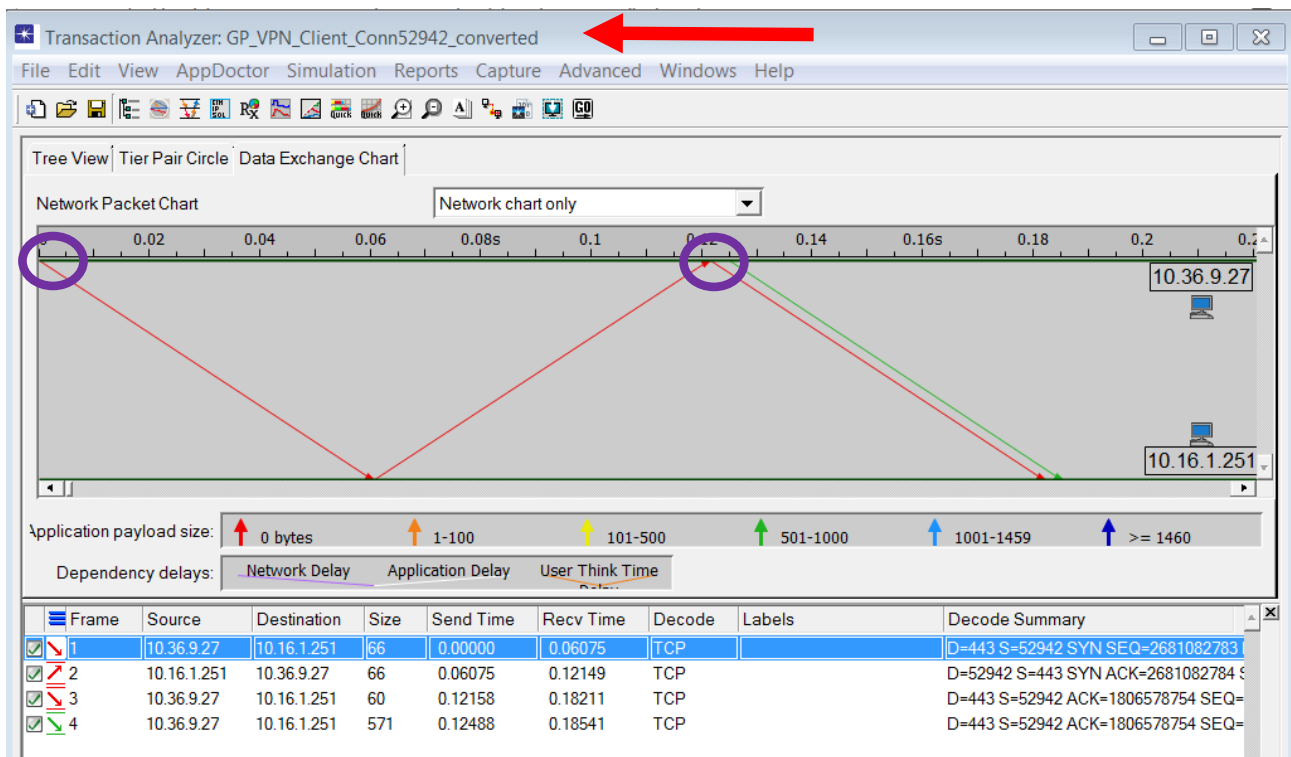 Transaction Analyzer: GP_VPN_Client_Conn52942_converted
File Edit View AppDoctor Simulation Reports Capture Advanced Windows Help
QUICK QUICK GO
Tree View Tier Pair Circle Data Exchange Chart
Network Packet Chart Network chart only
0.02 0.04 0.06 0.08s 0.1 0.12 0.14 0.16s 0.18 0.2
10.36.9.27
10.16.1.251
Application payload size: 0 bytes 1-100 101-500 501-1000 1001-1459 >= 1460
Dependency delays: Network Delay Application Delay User Think Time
Frame Source Destination Size Send Time Recv Time Decode Labels Decode Summary
1 10.36.9.27 10.16.1.251 66 0.00000 0.06075 TCP D=443 S=52942 SYN SEQ=2681082783
2 10.16.1.251 10.36.9.27 66 0.06075 0.12149 TCP D=52942 S=443 SYN ACK=2681082784
3 10.36.9.27 10.16.1.251 60 0.12158 0.18211 TCP D=443 S=52942 ACK=1806578754 SEQ=
4 10.36.9.27 10.16.1.251 571 0.12488 0.18541 TCP D=443 S=52942 ACK=1806578754 SEQ=